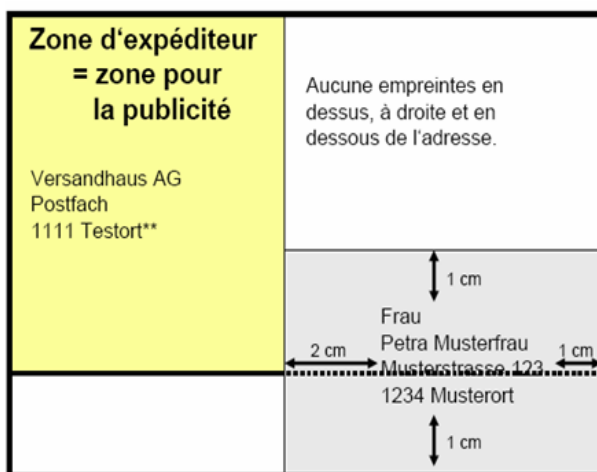 Zone d'expéditeur
= zone pour
la publicité
Versandhaus AG
Postfach
1111 Testort**
Aucune empreintes en
dessus, à droite et en
dessous de l'adresse.
1 cm
Frau
Petra Musterfrau
2 cm
Musterstrasse 123
1 cm
1234 Musterort
1 cm